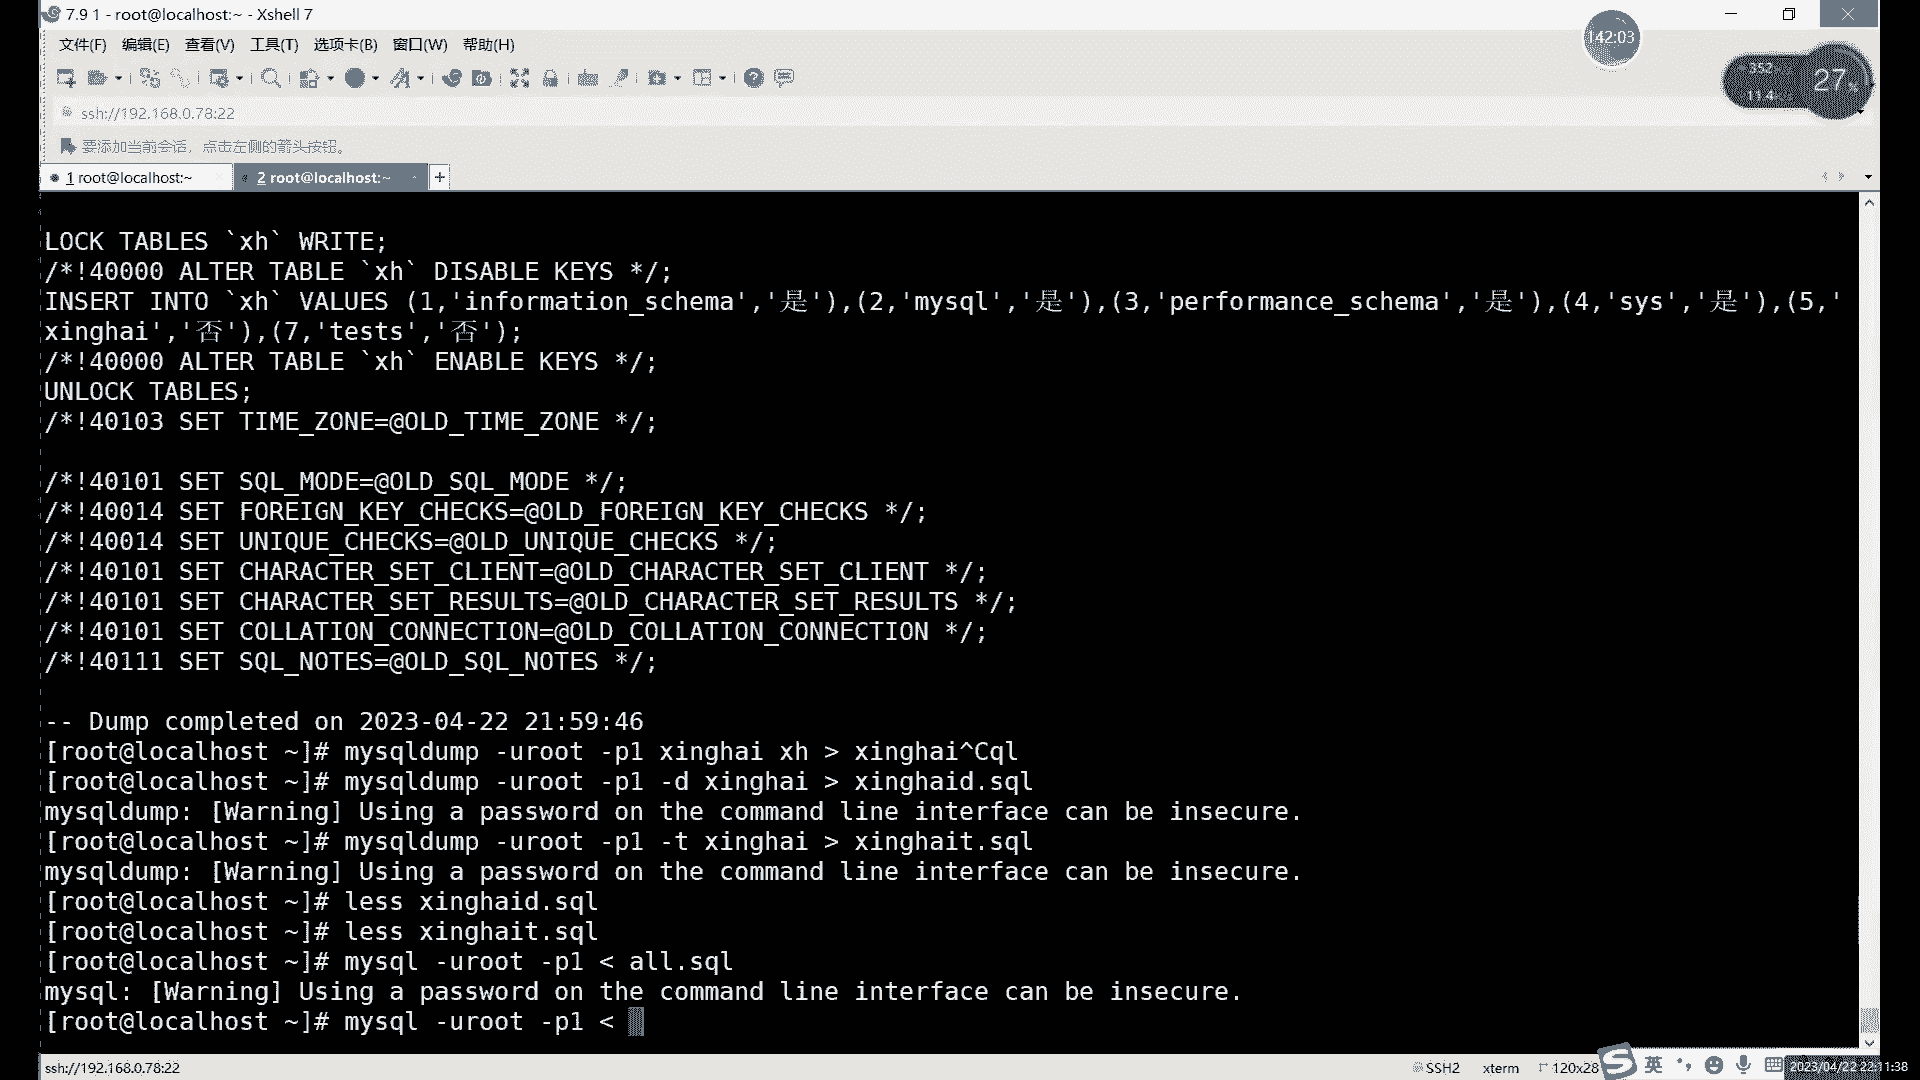 7.9 1 - root@localhost:~ - Xshell 7
142:03
文件(F) 编辑(E) 查看(V) 工具(T) 选项卡(B) 窗口(W) 帮助(H)
352
27%
11.4
ssh://192.168.0.78:22
要添加当前会话，点击左侧的箭头按钮。
1 root@localhost:~
2 root@localhost:~
LOCK TABLES `xh` WRITE;
/*!40000 ALTER TABLE `xh` DISABLE KEYS */;
INSERT INTO `xh` VALUES (1,'information_schema','是'),(2,'mysql','是'),(3,'performance_schema','是'),(4,'sys','是'),(5,'
xinghai','否'),(7,'tests','否');
/*!40000 ALTER TABLE `xh` ENABLE KEYS */;
UNLOCK TABLES;
/*!40103 SET TIME_ZONE=@OLD_TIME_ZONE */;
/*!40101 SET SQL_MODE=@OLD_SQL_MODE */;
/*!40014 SET FOREIGN_KEY_CHECKS=@OLD_FOREIGN_KEY_CHECKS */;
/*!40014 SET UNIQUE_CHECKS=@OLD_UNIQUE_CHECKS */;
/*!40101 SET CHARACTER_SET_CLIENT=@OLD_CHARACTER_SET_CLIENT */;
/*!40101 SET CHARACTER_SET_RESULTS=@OLD_CHARACTER_SET_RESULTS */;
/*!40101 SET COLLATION_CONNECTION=@OLD_COLLATION_CONNECTION */;
/*!40111 SET SQL_NOTES=@OLD_SQL_NOTES */;
-- Dump completed on 2023-04-22 21:59:46
[root@localhost ~]# mysqldump -uroot -p1 xinghai xh > xinghai^Cql
[root@localhost ~]# mysqldump -uroot -p1 -d xinghai > xinghaid.sql
mysqldump: [Warning] Using a password on the command line interface can be insecure.
[root@localhost ~]# mysqldump -uroot -p1 -t xinghai > xinghait.sql
mysqldump: [Warning] Using a password on the command line interface can be insecure.
[root@localhost ~]# less xinghaid.sql
[root@localhost ~]# less xinghait.sql
[root@localhost ~]# mysql -uroot -p1 < all.sql
mysql: [Warning] Using a password on the command line interface can be insecure.
[root@localhost ~]# mysql -uroot -p1 <
ssh://192.168.0.78:22
SSH2
xterm
120x28
英
2023/04/22 22:11:38